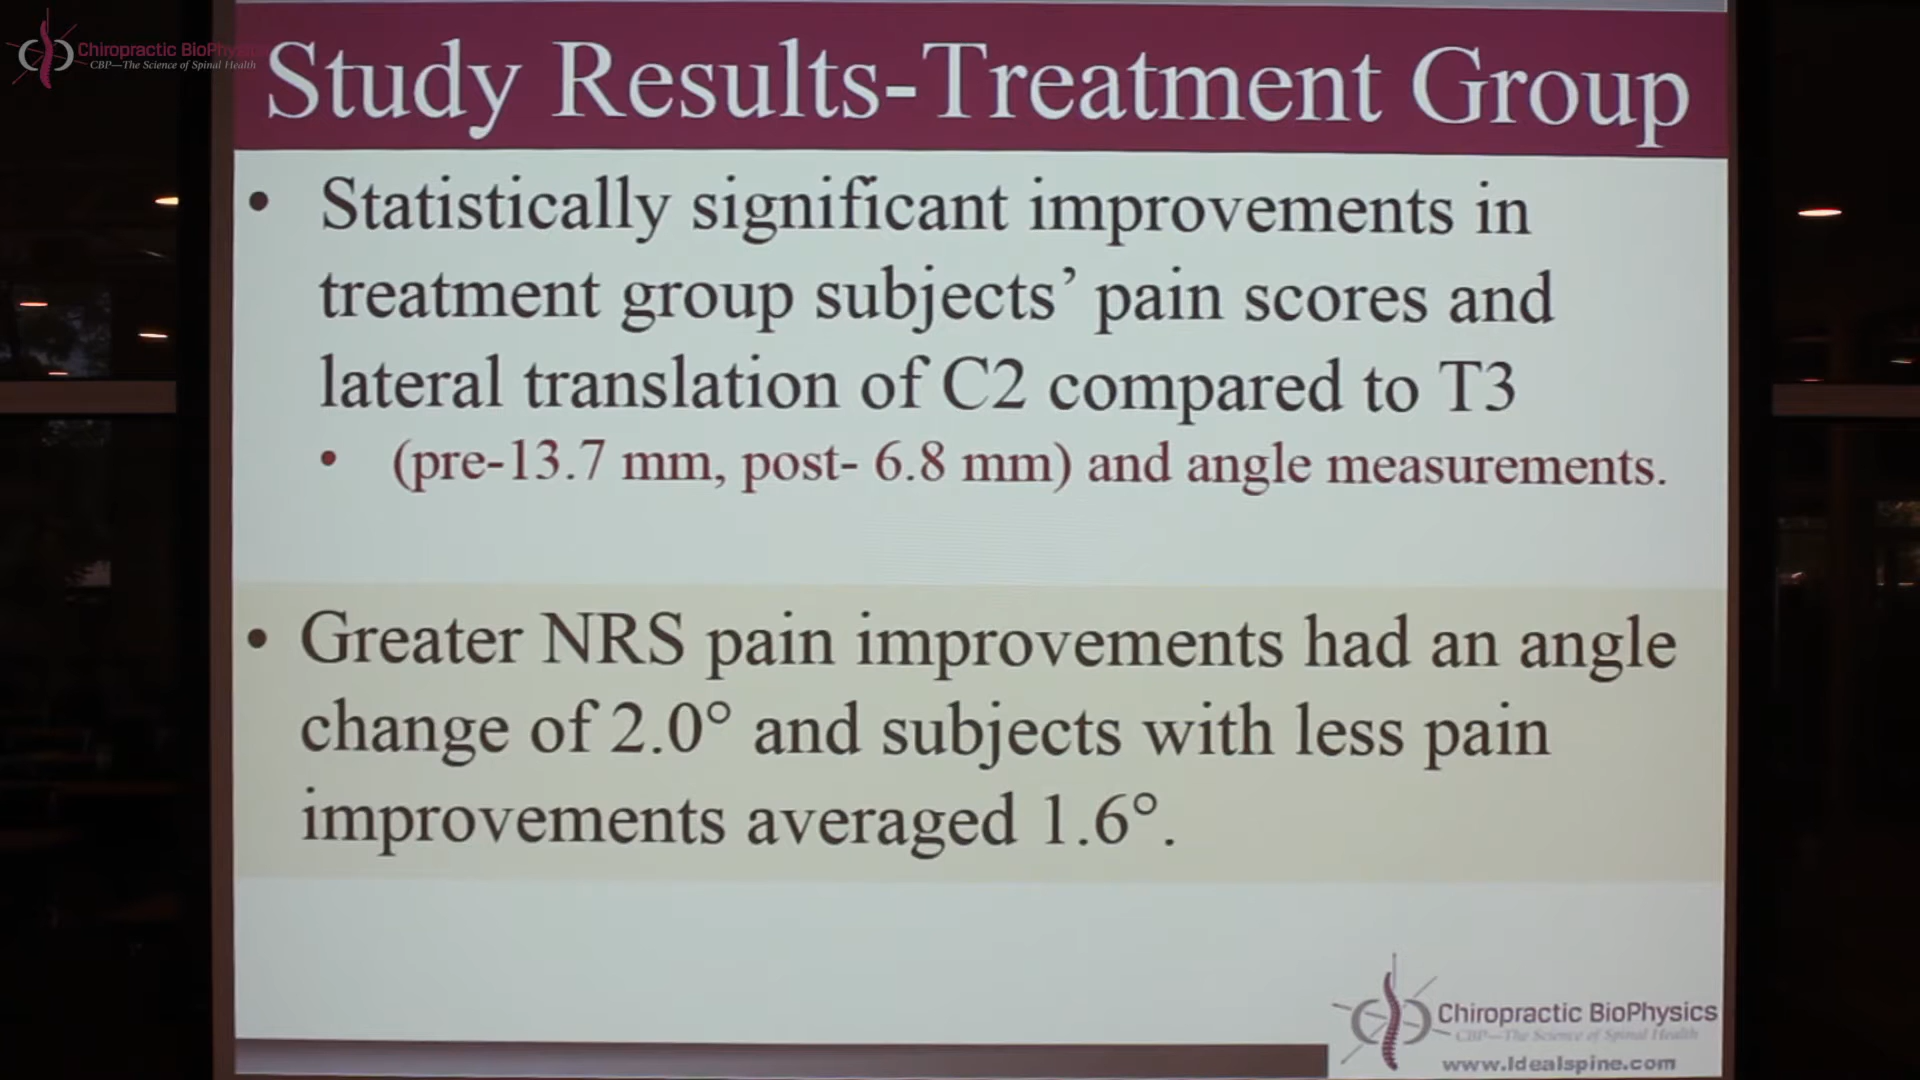 Chiropractic BioPhysics
CBP—The Science of Spinal Health
Study Results-Treatment Group
• Statistically significant improvements in
treatment group subjects’ pain scores and
lateral translation of C2 compared to T3
• (pre-13.7 mm, post- 6.8 mm) and angle measurements.
• Greater NRS pain improvements had an angle
change of 2.0° and subjects with less pain
improvements averaged 1.6°.
Chiropractic BioPhysics
CBP—The Science of Spinal Health
www.Idealspine.com